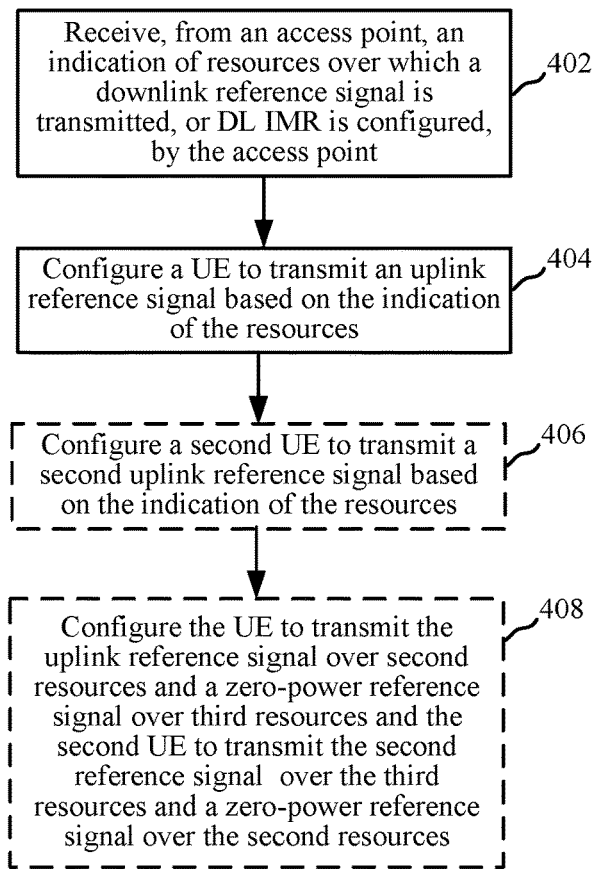 Receive, from an access point, an
indication of resources over which a
downlink reference signal is
transmitted, or DL IMR is configured,
by the access point
402
Configure a UE to transmit an uplink
reference signal based on the indication
of the resources
404
Configure a second UE to transmit a
second uplink reference signal based
on the indication of the resources
406
Configure the UE to transmit the
uplink reference signal over second
resources and a zero-power reference
signal over third resources and the
second UE to transmit the second
reference signal over the third
resources and a zero-power reference
signal over the second resources
408